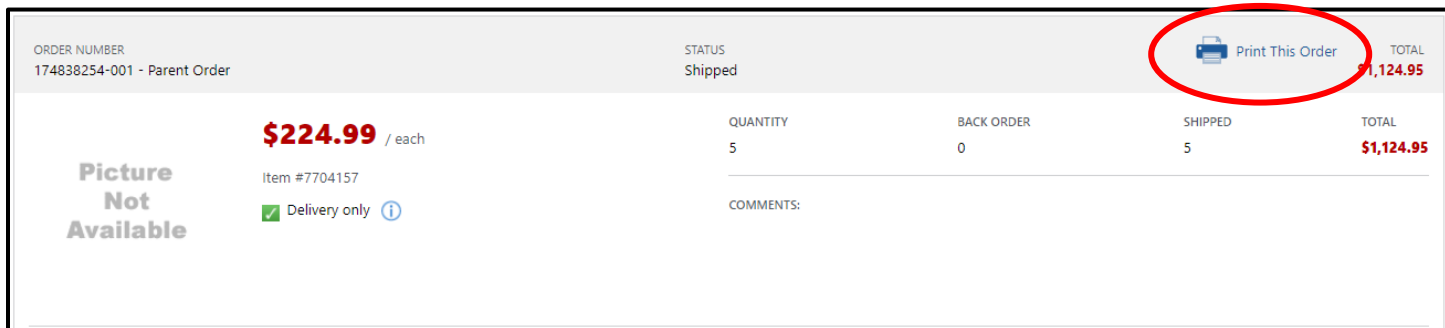 ORDER NUMBER
174838254-001 - Parent Order
STATUS
Shipped
Print This Order
TOTAL
$1,124.95
Picture
Not
Available
$224.99 / each
Item #7704157
Delivery only
QUANTITY
5
BACK ORDER
0
SHIPPED
5
TOTAL
$1,124.95
COMMENTS: